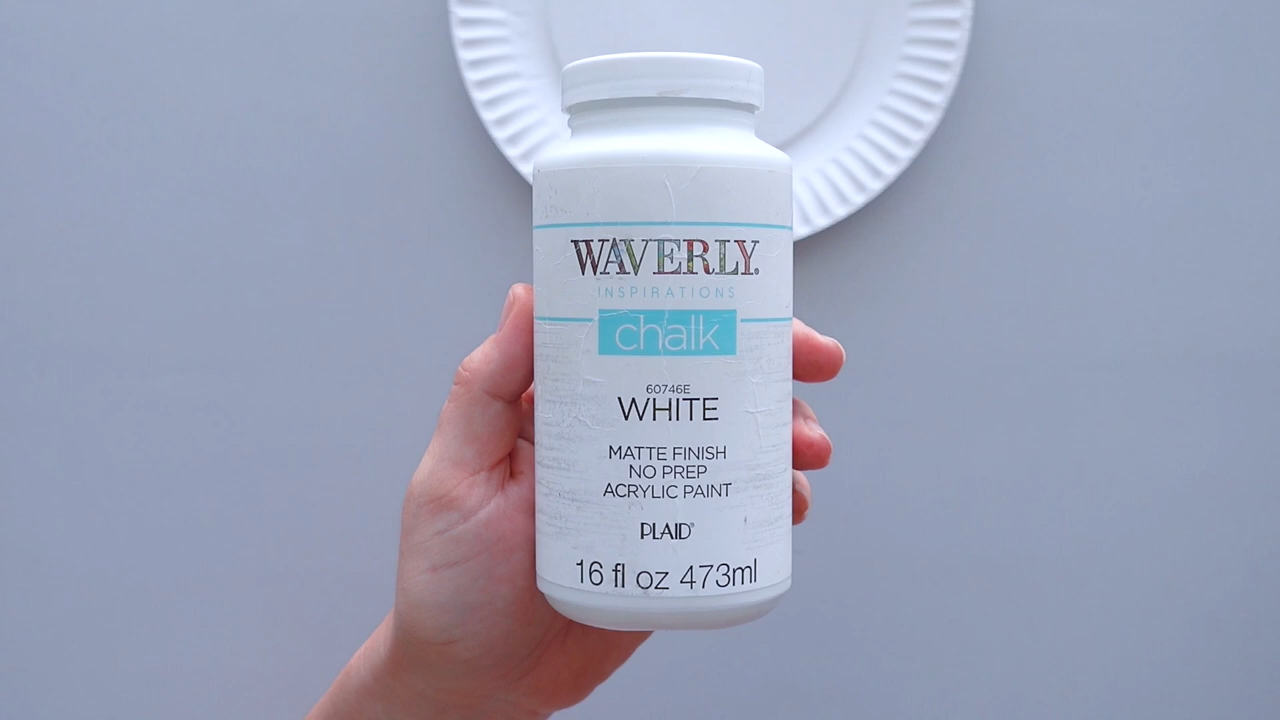 WAVERLY.
INSPIRATIONS
chalk
60746E
WHITE
MATTE FINISH
NO PREP
ACRYLIC PAINT
PLAID®
16 fl oz 473ml